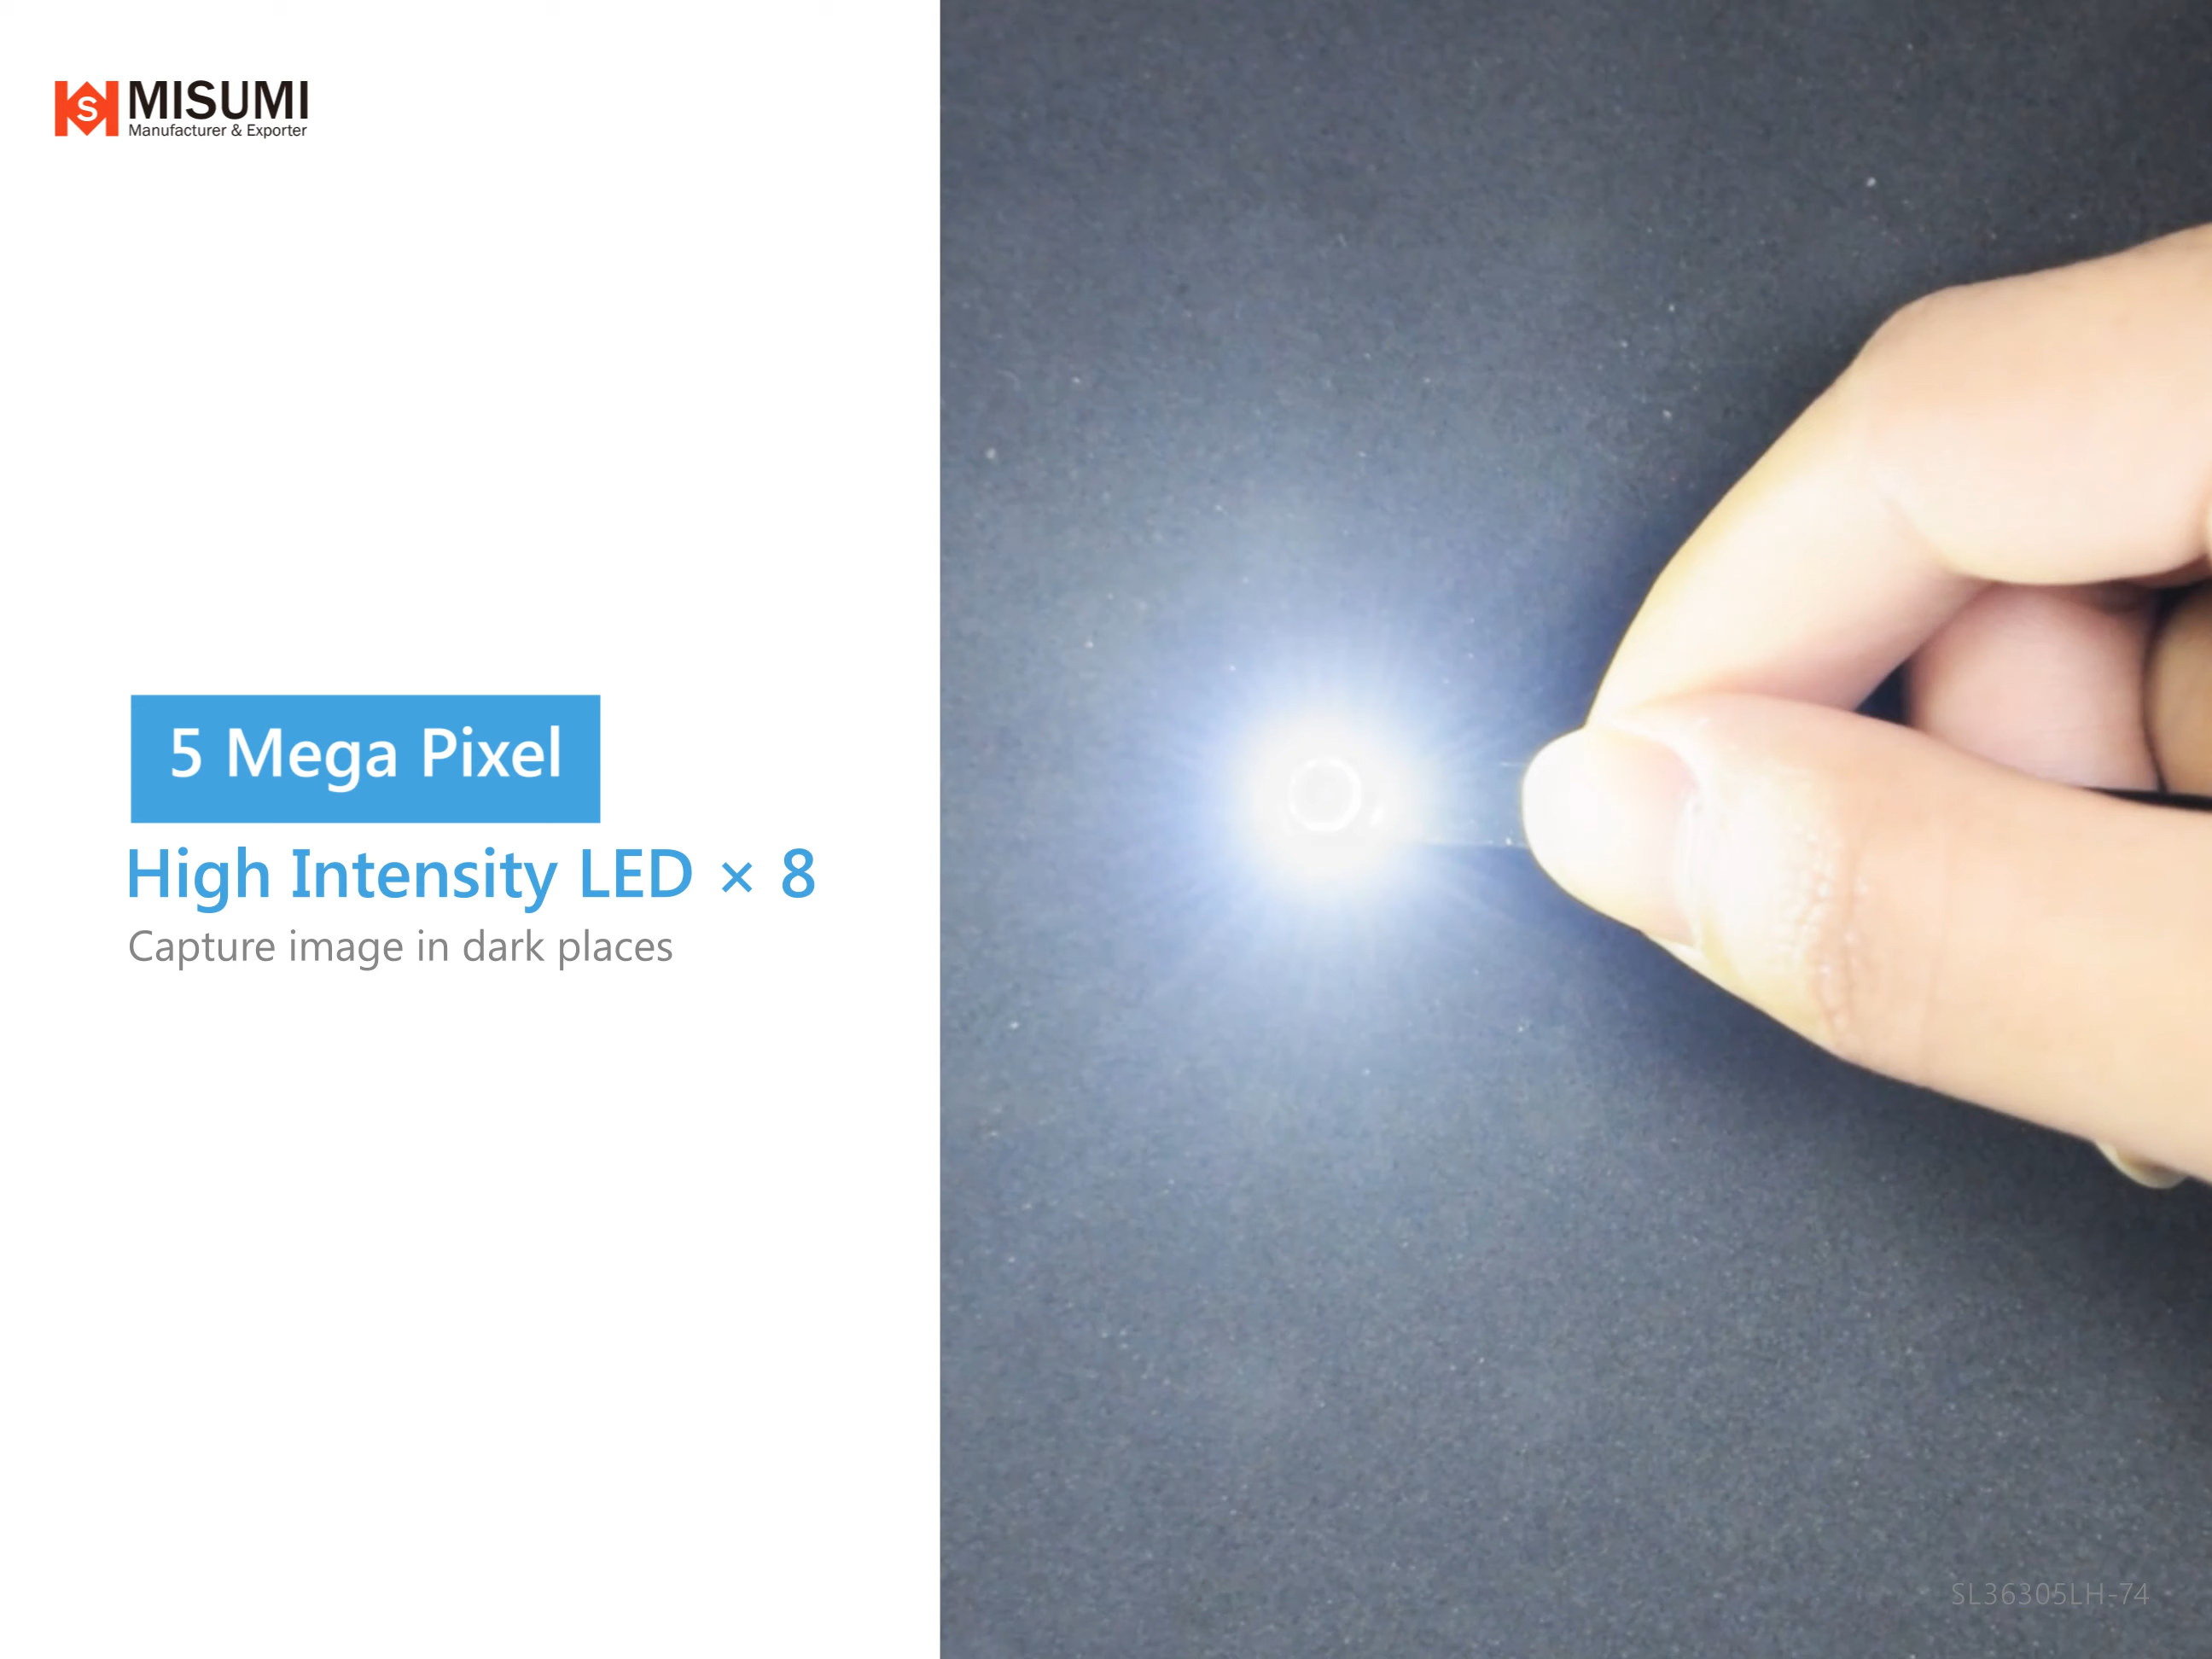 S MISUMI
Manufacturer & Exporter
5 Mega Pixel
High Intensity LED × 8
Capture image in dark places
SL36305LH-74